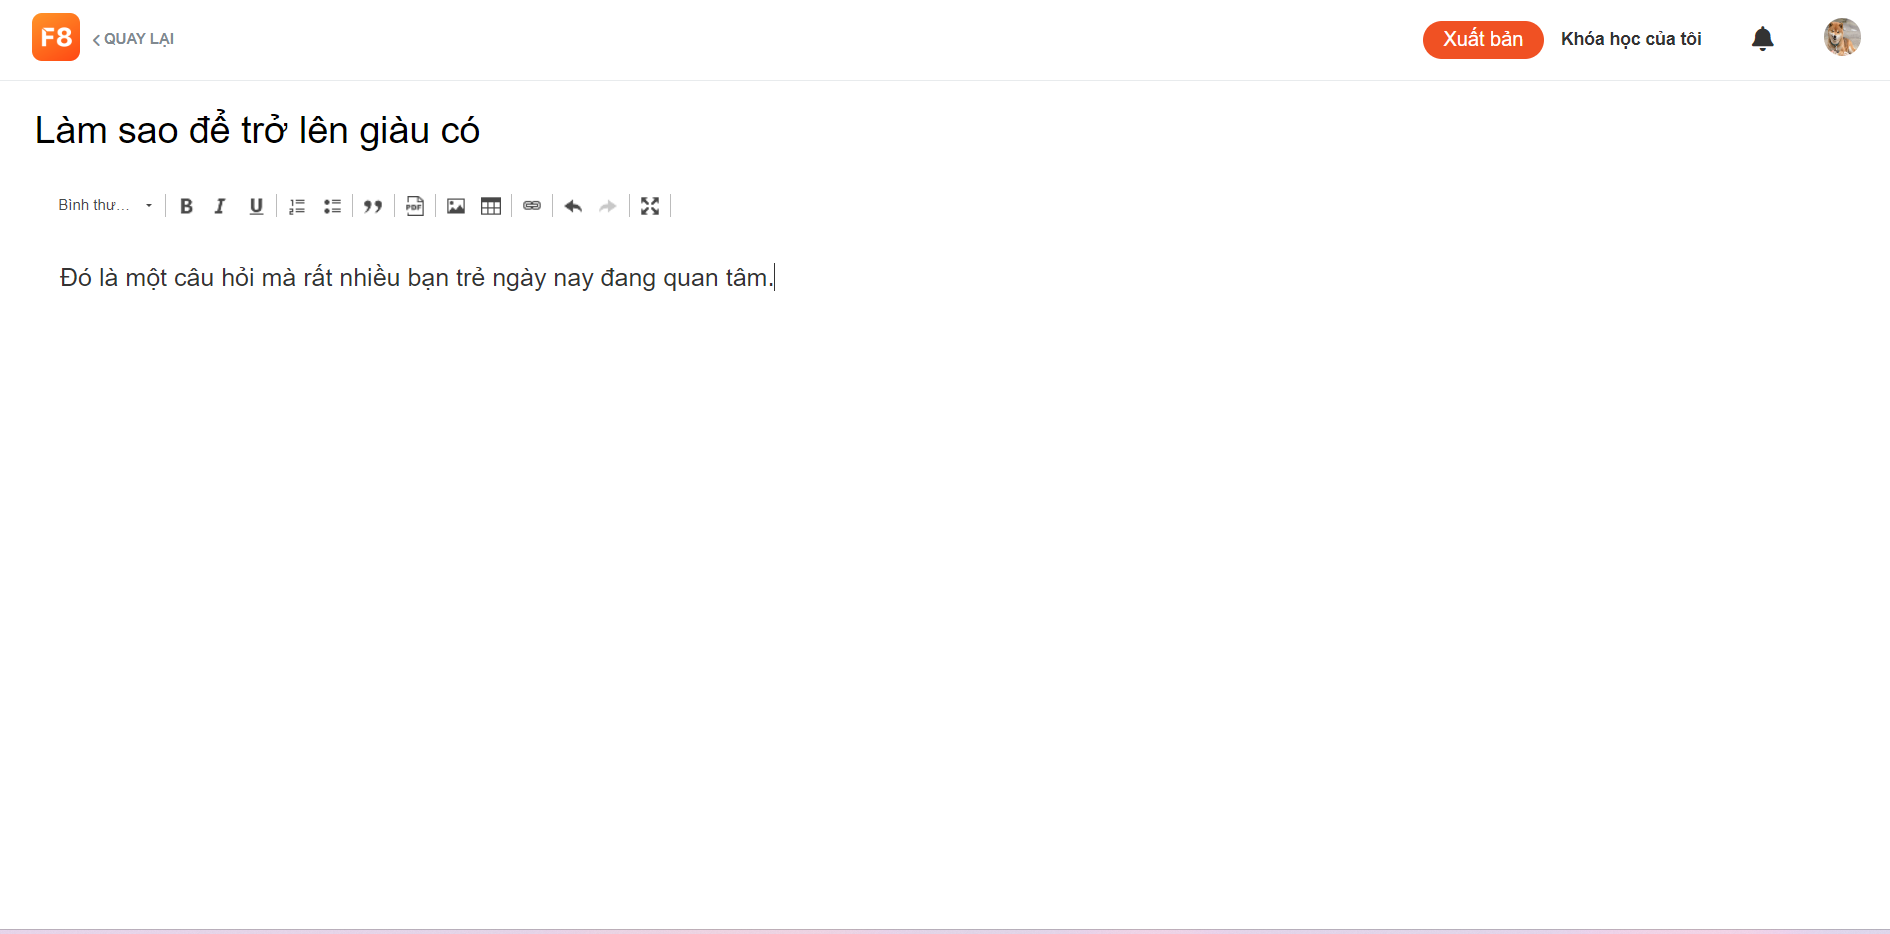 F8 QUAY LẠI Xuất bản Khóa học của tôi
Làm sao để trở lên giàu có
Bình thư... B I U PDF
Đó là một câu hỏi mà rất nhiều bạn trẻ ngày nay đang quan tâm.